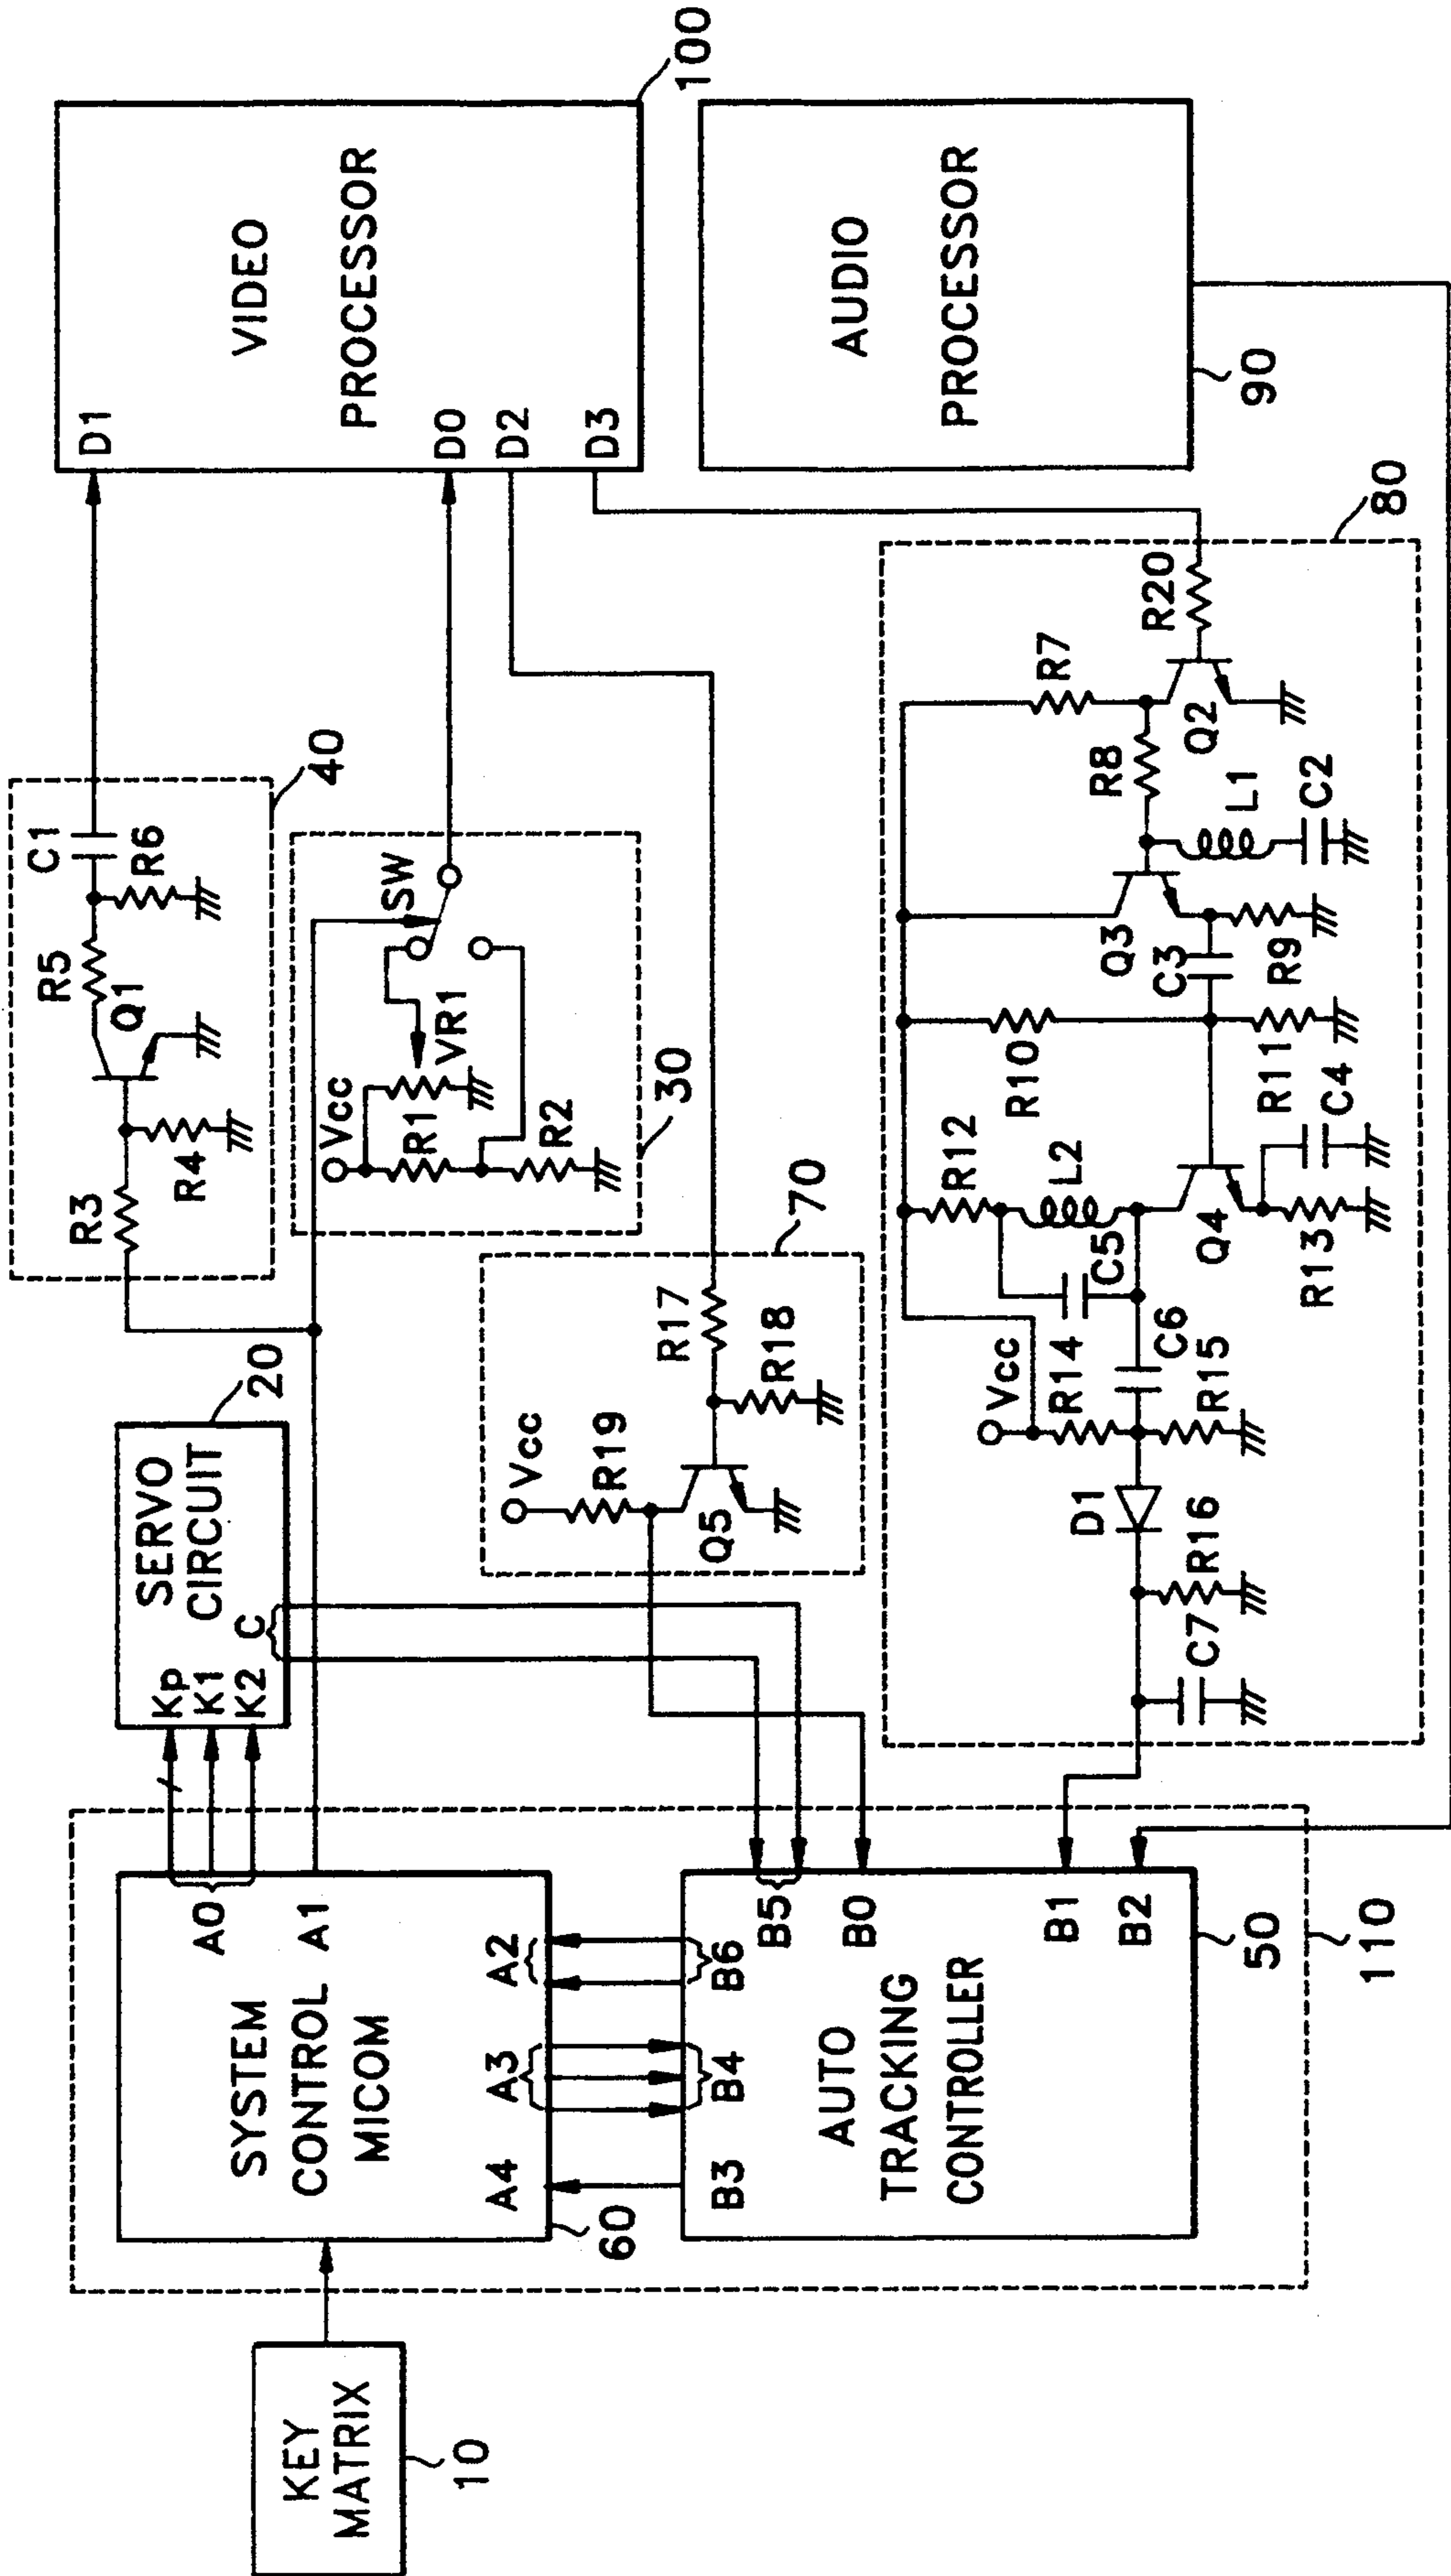 KEY
MATRIX
10
SYSTEM
CONTROL
MICOM
A0
A1
A2
A3
A4
60
AUTO
TRACKING
CONTROLLER
B3
B4
B6
B5
B0
B1
B2
50
110
SERVO
CIRCUIT
Kp
K1
K2
C
20
R3
R4
Q1
R5
R6
C1
40
Vcc
R1
VR1
R2
SW
30
Vcc
R19
Q5
R17
R18
70
C7
R16
D1
Vcc
R14
R15
C6
C5
R12
L2
Q4
R13
C4
R10
R11
C3
Q3
R9
R8
L1
C2
R7
Q2
R20
80
D1
D0
D2
D3
VIDEO
PROCESSOR
100
AUDIO
PROCESSOR
90